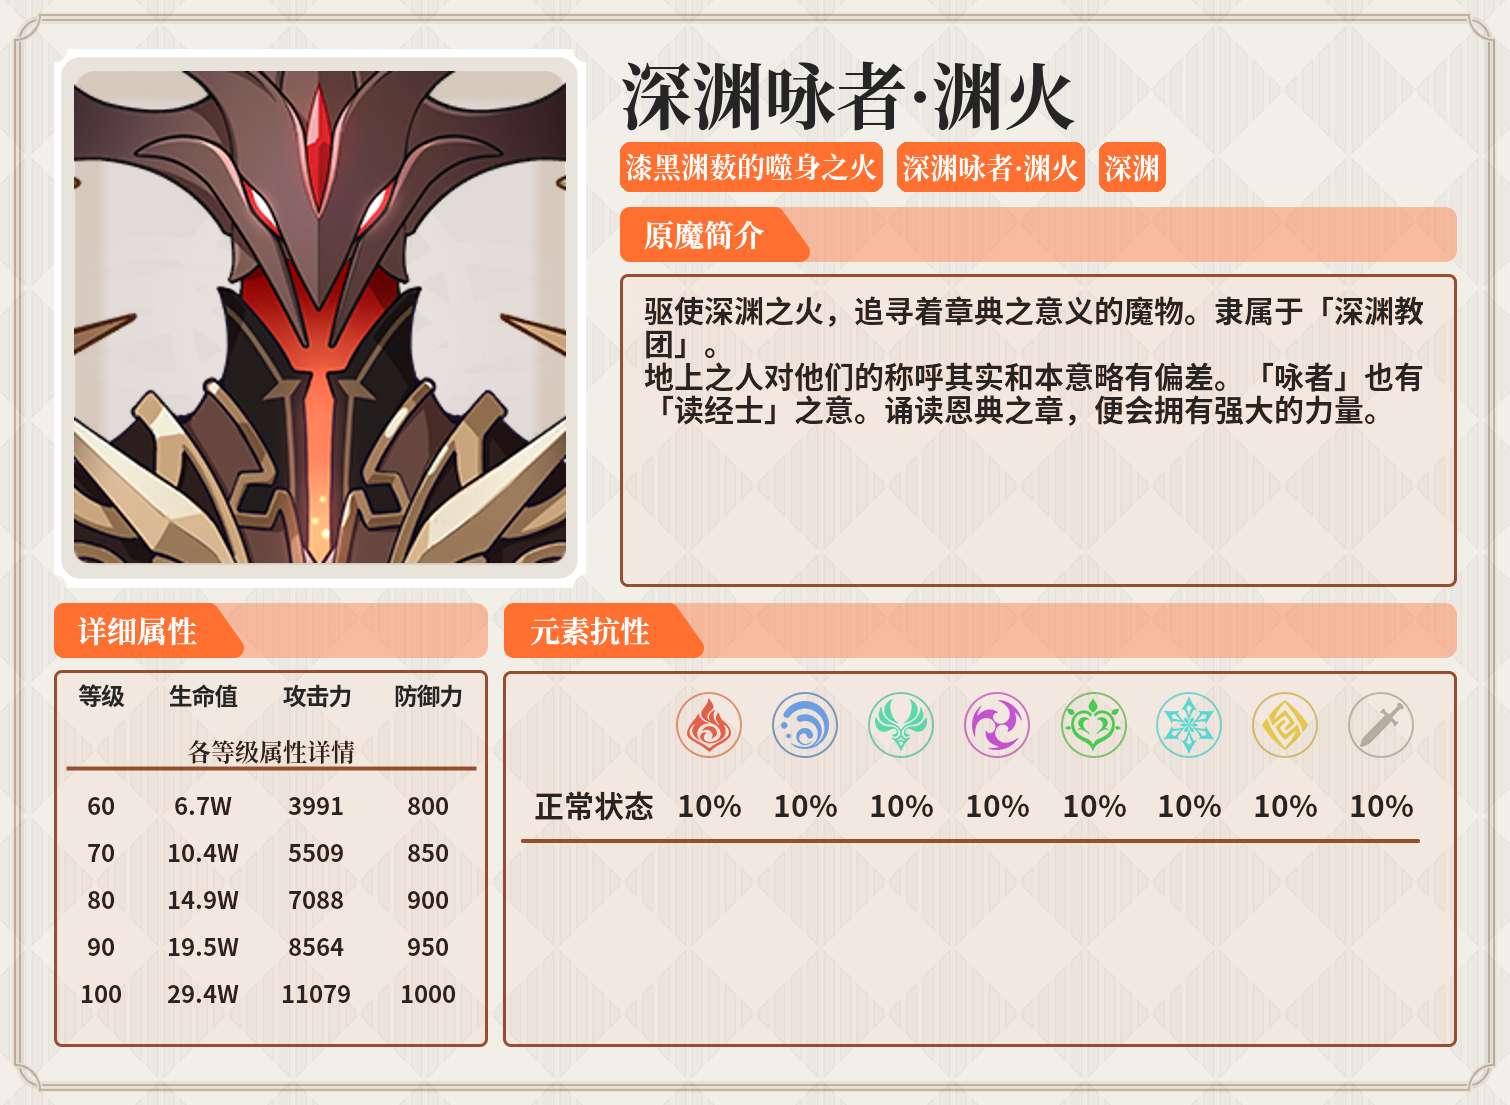 深渊咏者·渊火
漆黑渊薮的噬身之火 深渊咏者·渊火 深渊
原魔简介
驱使深渊之火，追寻着章典之意义的魔物。隶属于「深渊教
团」。
地上之人对他们的称呼其实和本意略有偏差。「咏者」也有
「读经士」之意。诵读恩典之章，便会拥有强大的力量。
详细属性
等级 生命值 攻击力 防御力
各等级属性详情
60 6.7W 3991 800
70 10.4W 5509 850
80 14.9W 7088 900
90 19.5W 8564 950
100 29.4W 11079 1000
元素抗性
正常状态 10% 10% 10% 10% 10% 10% 10% 10%